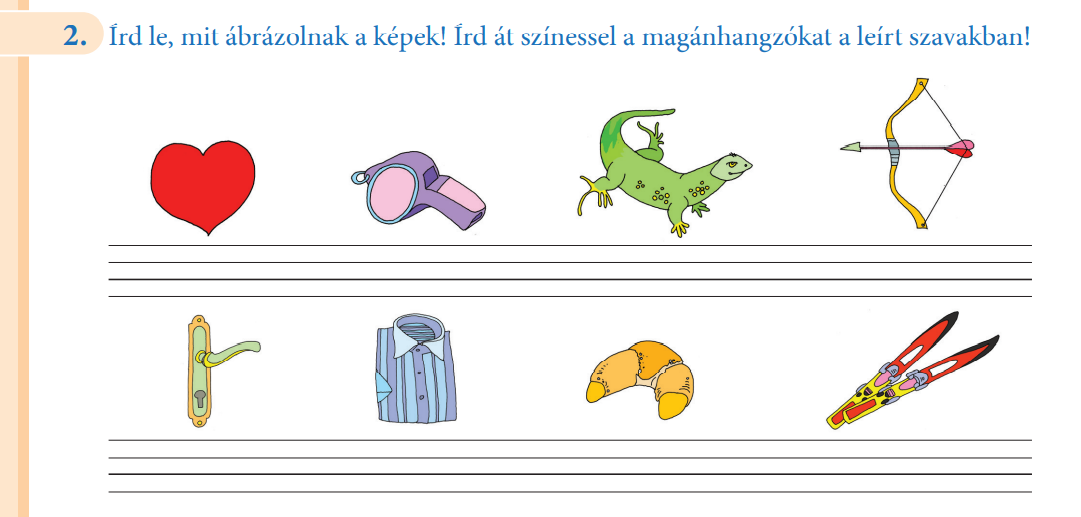 2. Írd le, mit ábrázolnak a képek! Írd át színessel a magánhangzókat a leírt szavakban!